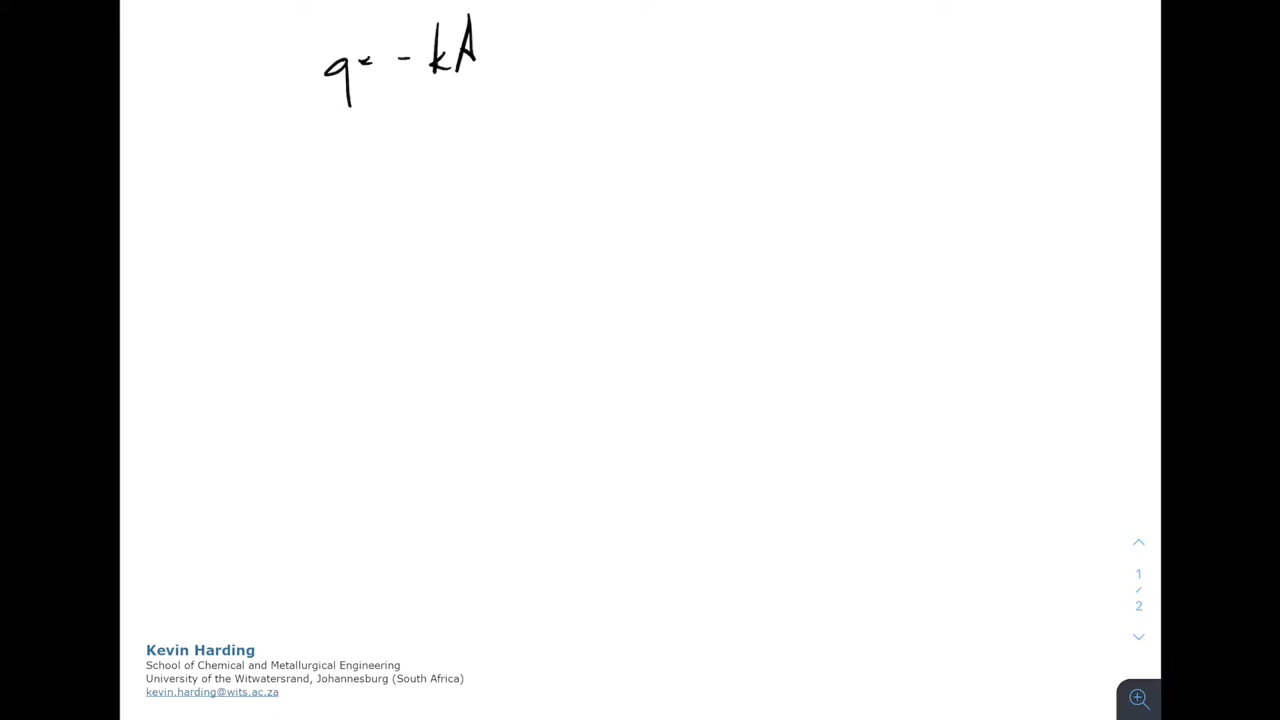 q = - kA
1
/
2
Kevin Harding
School of Chemical and Metallurgical Engineering
University of the Witwatersrand, Johannesburg (South Africa)
kevin.harding@wits.ac.za